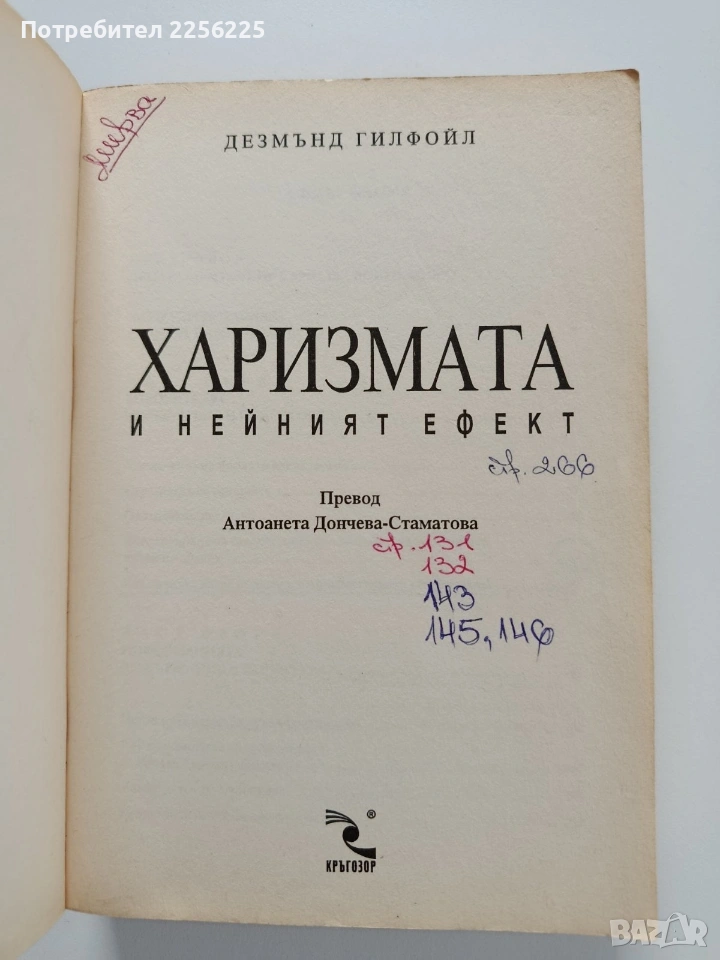 Потребител 2256225
ДЕЗМЪНД ГИЛФОЙЛ
ХАРИЗМАТА
И НЕЙНИЯТ ЕФЕКТ
стр. 266
Превод
Антоанета Дончева-Стаматова
стр. 131
132
143
145, 146
®
КРЪГОЗОР
BAZAR